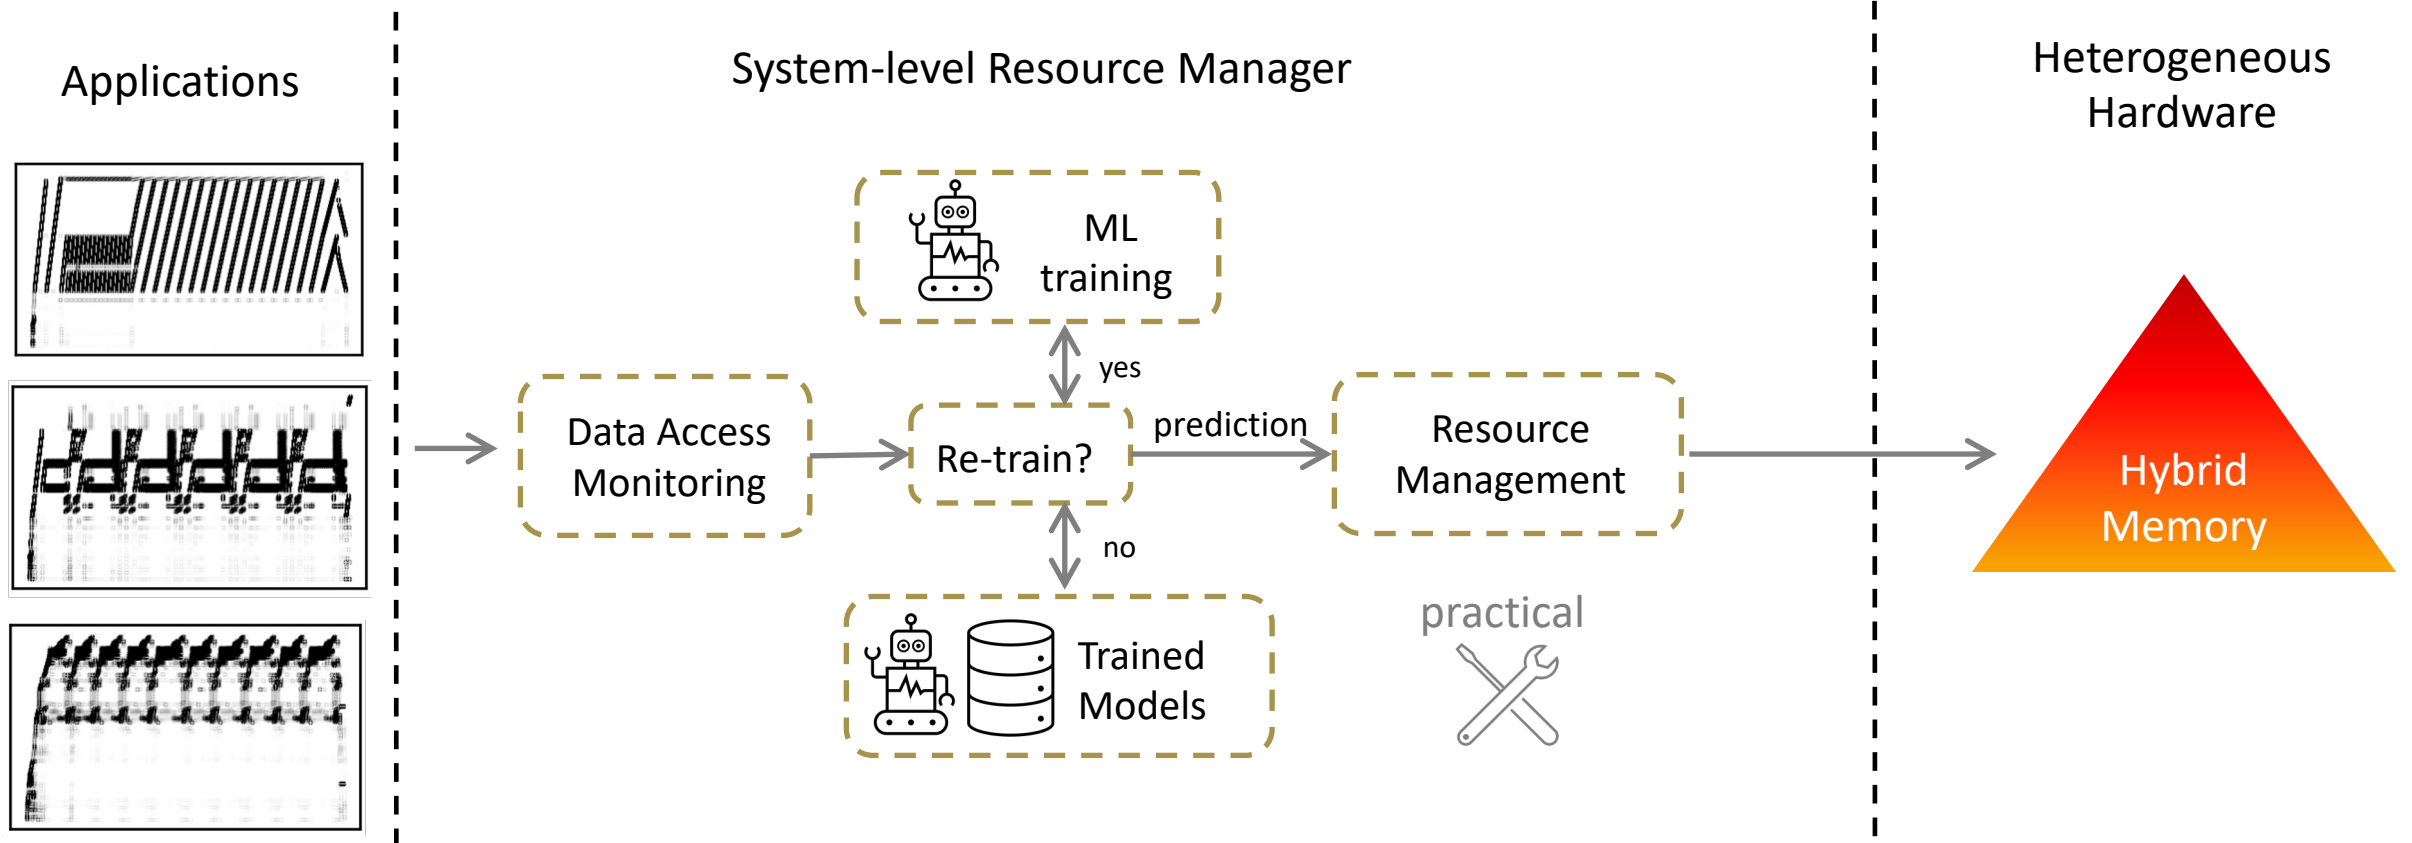 Applications
System-level Resource Manager
Heterogeneous
Hardware
ML
training
yes
Data Access
Monitoring
Re-train?
prediction
Resource
Management
no
Trained
Models
practical
Hybrid
Memory